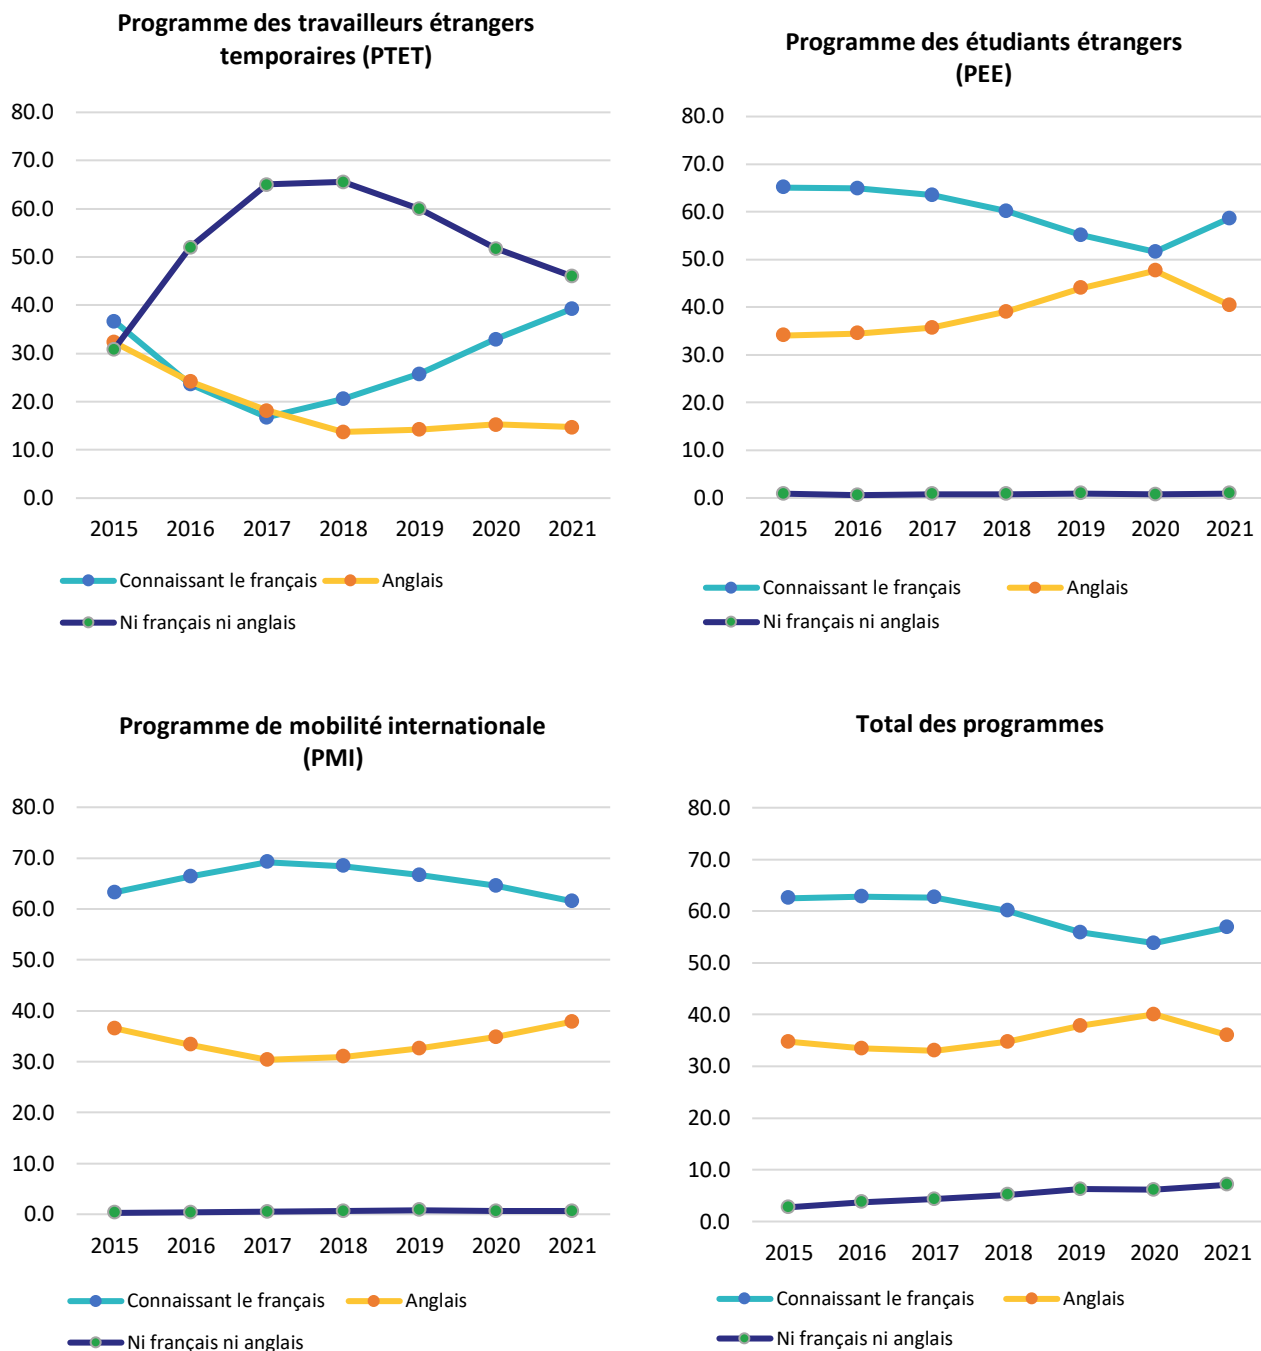 Programme des travailleurs étrangers
temporaires (PTET)
80.0
70.0
60.0
50.0
40.0
30.0
20.0
10.0
0.0
2015 2016 2017 2018 2019 2020 2021
Connaissant le français Anglais
Ni français ni anglais
Programme des étudiants étrangers
(PEE)
80.0
70.0
60.0
50.0
40.0
30.0
20.0
10.0
0.0
2015 2016 2017 2018 2019 2020 2021
Connaissant le français Anglais
Ni français ni anglais
Programme de mobilité internationale
(PMI)
80.0
70.0
60.0
50.0
40.0
30.0
20.0
10.0
0.0
2015 2016 2017 2018 2019 2020 2021
Connaissant le français Anglais
Ni français ni anglais
Total des programmes
80.0
70.0
60.0
50.0
40.0
30.0
20.0
10.0
0.0
2015 2016 2017 2018 2019 2020 2021
Connaissant le français Anglais
Ni français ni anglais